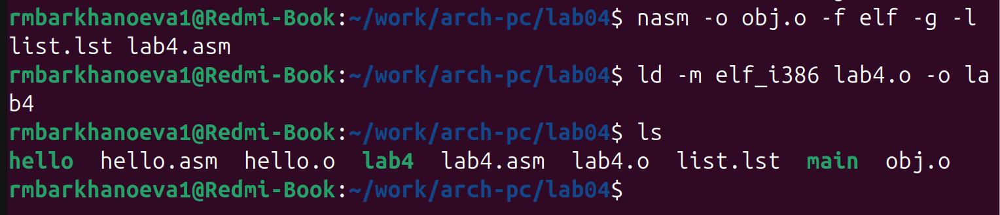 rmbarkhanoeva1@Redmi-Book:~/work/arch-pc/lab04$ nasm -o obj.o -f elf -g -l
list.lst lab4.asm
rmbarkhanoeva1@Redmi-Book:~/work/arch-pc/lab04$ ld -m elf_i386 lab4.o -o la
b4
rmbarkhanoeva1@Redmi-Book:~/work/arch-pc/lab04$ ls
hello  hello.asm  hello.o  lab4  lab4.asm  lab4.o  list.lst  main  obj.o
rmbarkhanoeva1@Redmi-Book:~/work/arch-pc/lab04$